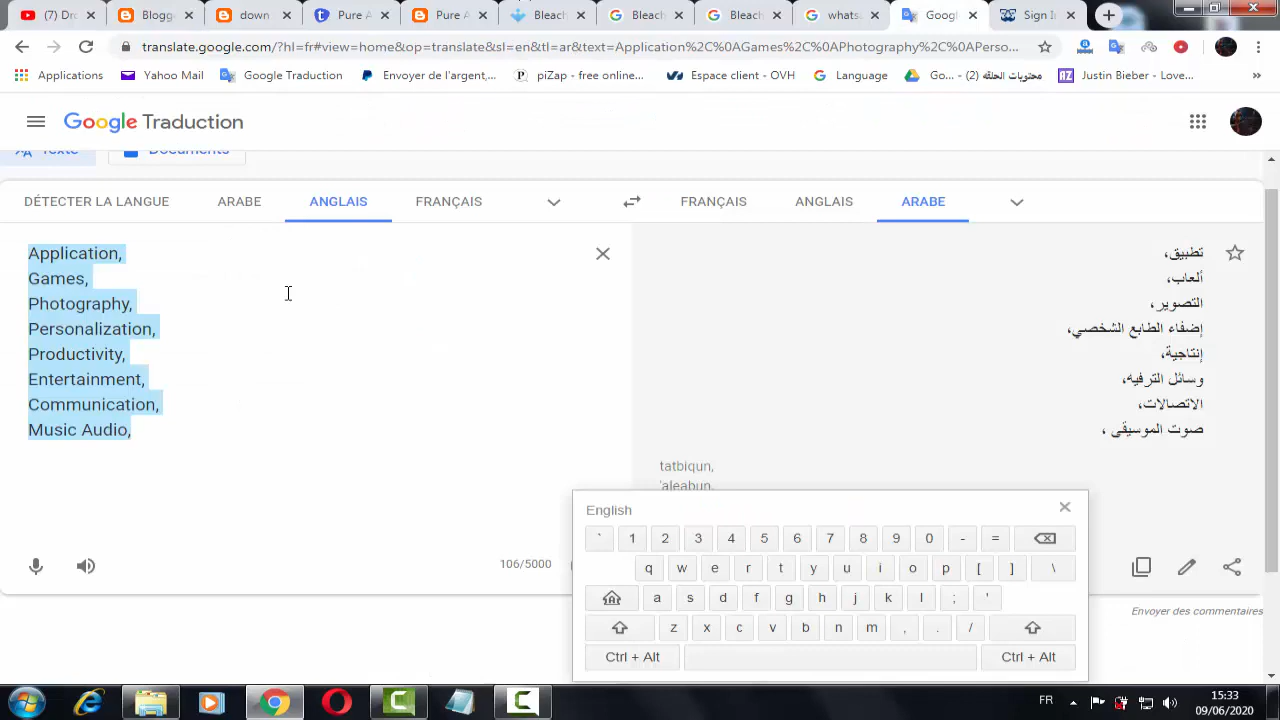 (7) Dro
Blogg
down
Pure A
Pure
Bleach
Bleac
whats
Googl
Sign In
translate.google.com/?hl=fr#view=home&op=translate&sl=en&tl=ar&text=Application%2C%0AGames%2C%0APhotography%2C%0APerso...
Applications
Yahoo Mail
Google Traduction
Envoyer de l'argent,...
piZap - free online...
Espace client - OVH
Language
Go... - (2) محتويات الحلقه
Justin Bieber - Love...
»
Google Traduction
Texte
Documents
DÉTECTER LA LANGUE
ARABE
ANGLAIS
FRANÇAIS
FRANÇAIS
ANGLAIS
ARABE
Application,
Games,
Photography,
Personalization,
Productivity,
Entertainment,
Communication,
Music Audio,
تطبيق،
ألعاب،
التصوير،
إضفاء الطابع الشخصي،
إنتاجية،
وسائل الترفيه،
الاتصالات،
صوت الموسيقى ،
tatbiqun,
'aleabun,
106/5000
Envoyer des commentaires
English
` 1 2 3 4 5 6 7 8 9 0 - =
q w e r t y u i o p [ ] \
a s d f g h j k l ; '
z x c v b n m , . /
Ctrl + Alt
Ctrl + Alt
FR
15:33
09/06/2020